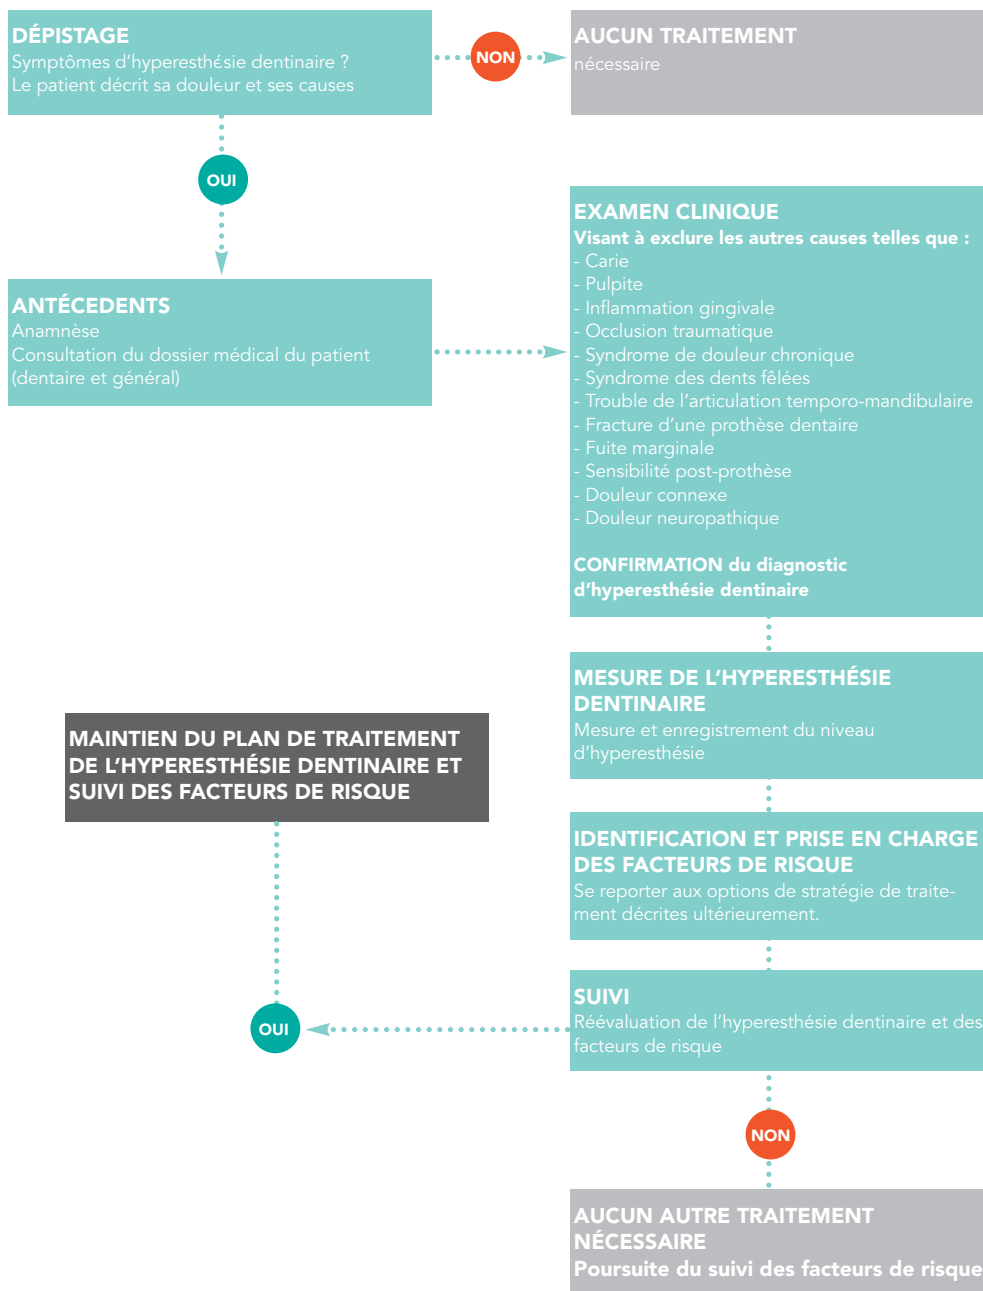 DÉPISTAGE
Symptômes d'hyperesthésie dentinaire ?
Le patient décrit sa douleur et ses causes
NON
AUCUN TRAITEMENT
nécessaire
OUI
ANTÉCEDENTS
Anamnèse
Consultation du dossier médical du patient
(dentaire et général)
EXAMEN CLINIQUE
Visant à exclure les autres causes telles que :
- Carie
- Pulpite
- Inflammation gingivale
- Occlusion traumatique
- Syndrome de douleur chronique
- Syndrome des dents fêlées
- Trouble de l'articulation temporo-mandibulaire
- Fracture d'une prothèse dentaire
- Fuite marginale
- Sensibilité post-prothèse
- Douleur connexe
- Douleur neuropathique
CONFIRMATION du diagnostic
d'hyperesthésie dentinaire
MESURE DE L'HYPERESTHÉSIE
DENTINAIRE
Mesure et enregistrement du niveau
d'hyperesthésie
IDENTIFICATION ET PRISE EN CHARGE
DES FACTEURS DE RISQUE
Se reporter aux options de stratégie de traite-
ment décrites ultérieurement.
SUIVI
Réévaluation de l'hyperesthésie dentinaire et des
facteurs de risque
OUI
MAINTIEN DU PLAN DE TRAITEMENT
DE L'HYPERESTHÉSIE DENTINAIRE ET
SUIVI DES FACTEURS DE RISQUE
NON
AUCUN AUTRE TRAITEMENT
NÉCESSAIRE
Poursuite du suivi des facteurs de risque